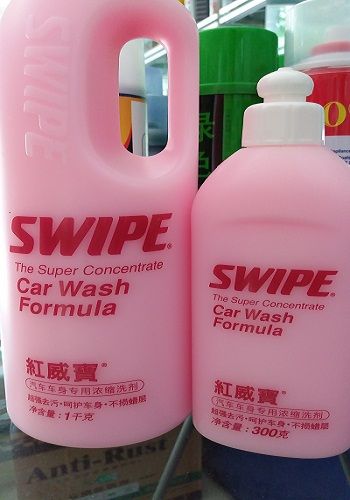 SWIPE
SWIPE®
The Super Concentrate
Car Wash
Formula
紅威寶®
汽车车身专用浓缩洗剂
超强去污·呵护车身·不损蜡层
净含量:1千克
SWIPE®
The Super Concentrate
Car Wash
Formula
紅威寶®
汽车车身专用浓缩洗剂
超强去污·呵护车身·不损蜡层
净含量:300克
绿
色
Anti-Rust